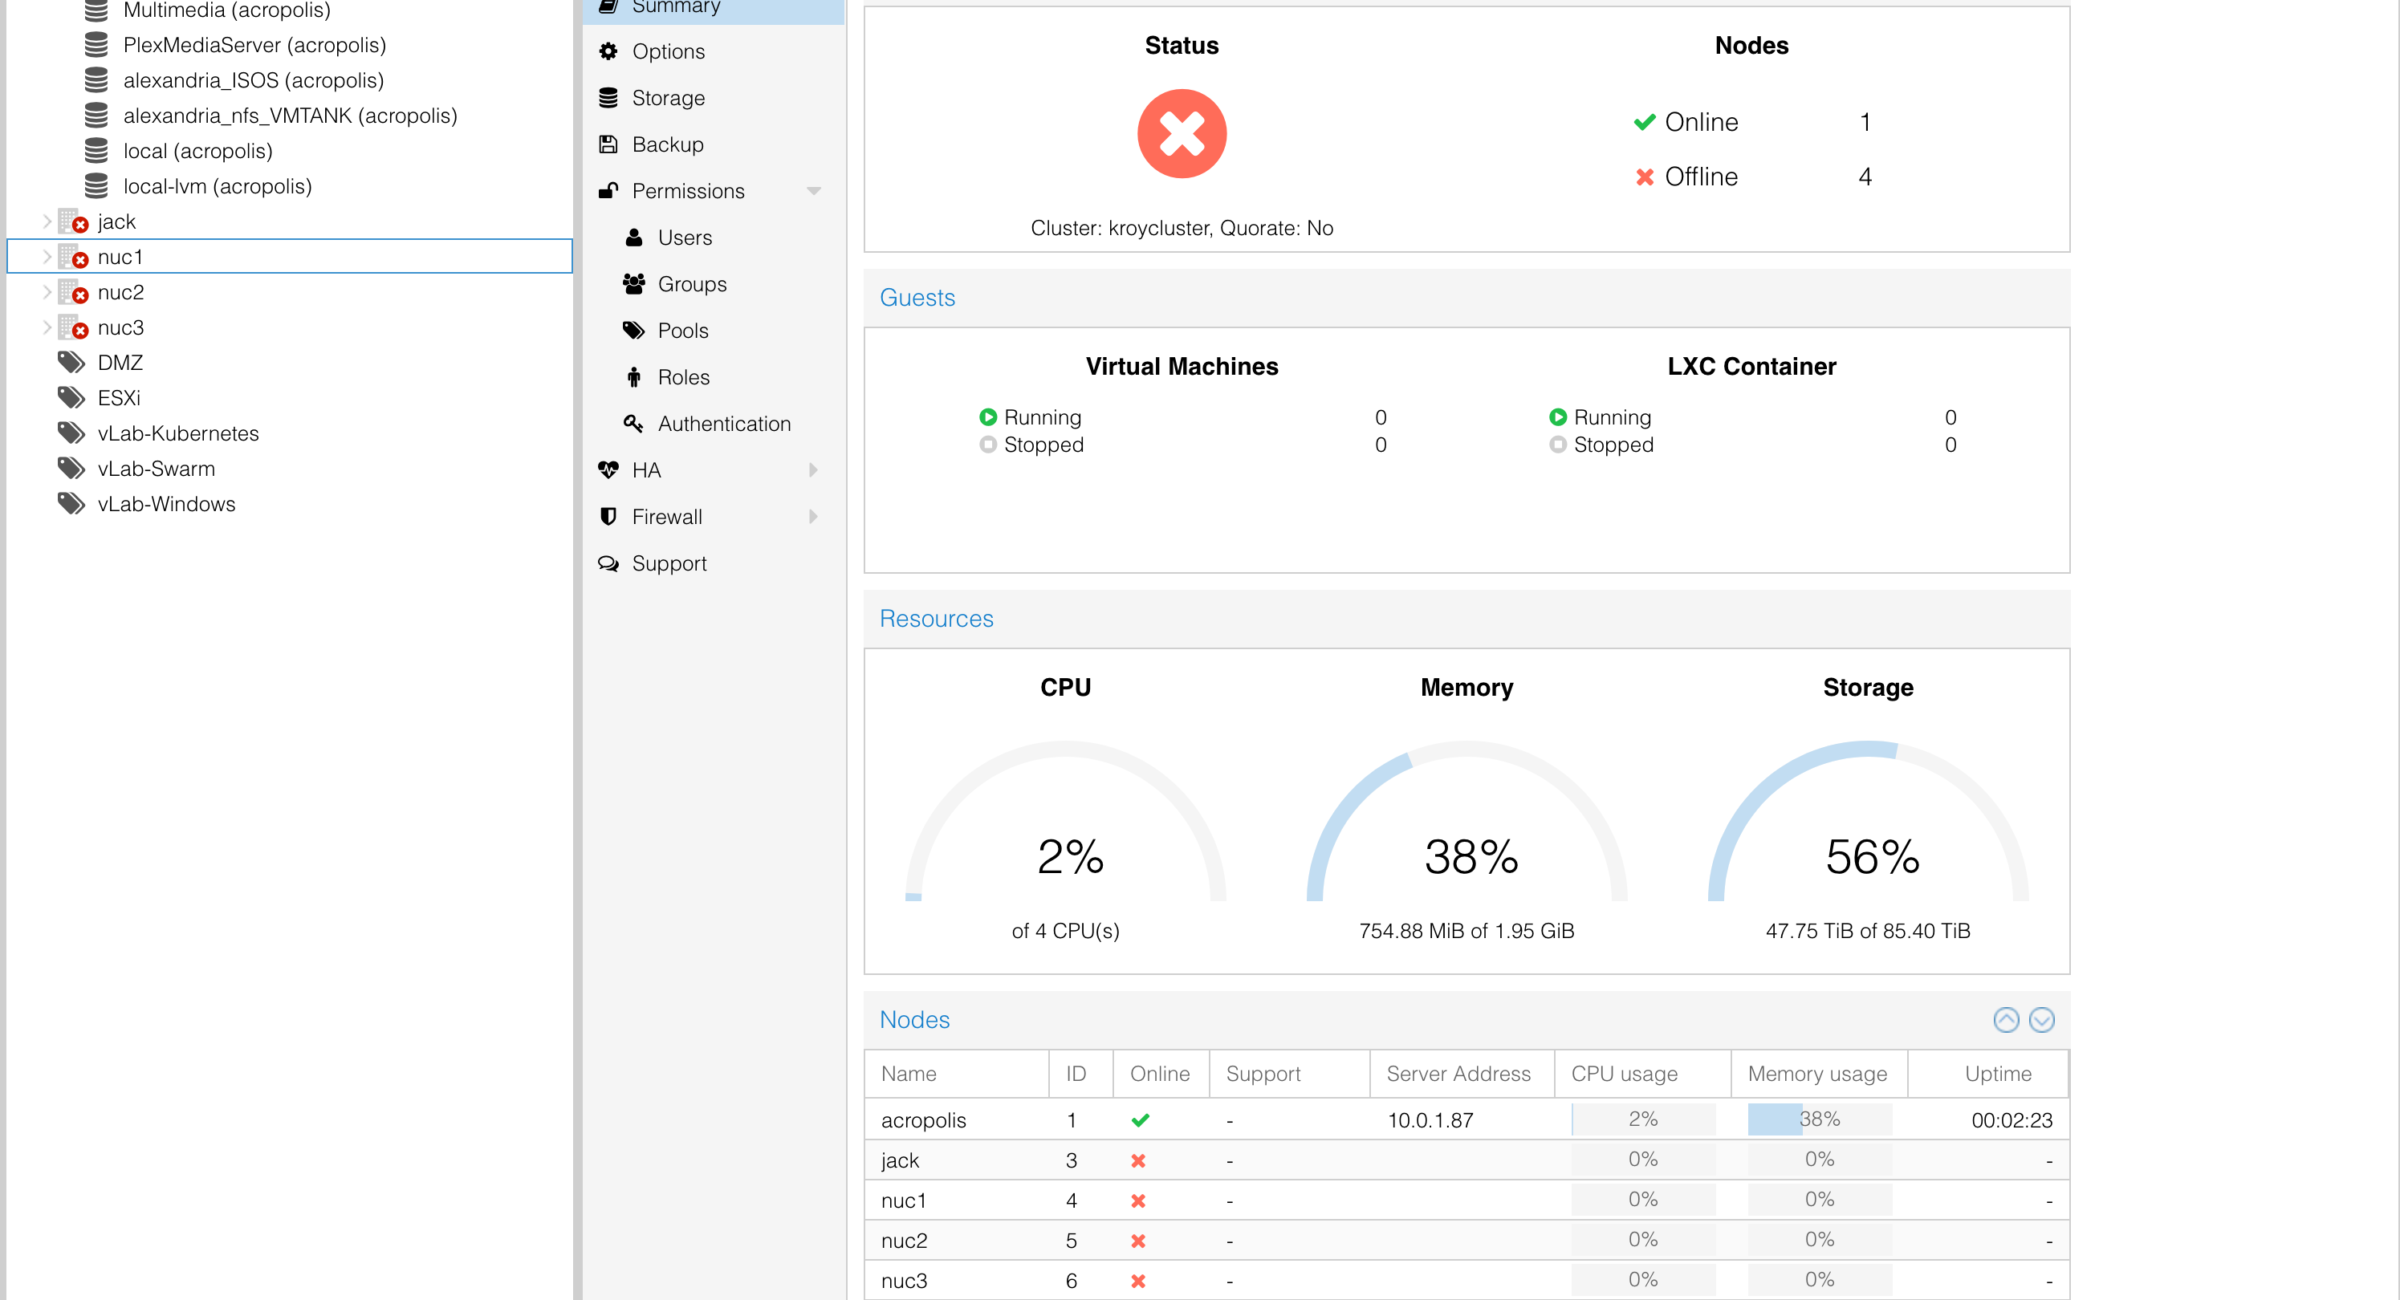 Multimedia (acropolis)
PlexMediaServer (acropolis)
alexandria_ISOS (acropolis)
alexandria_nfs_VMTANK (acropolis)
local (acropolis)
local-lvm (acropolis)
jack
nuc1
nuc2
nuc3
DMZ
ESXi
vLab-Kubernetes
vLab-Swarm
vLab-Windows
Summary
Options
Storage
Backup
Permissions
Users
Groups
Pools
Roles
Authentication
HA
Firewall
Support
Status
Cluster: kroycluster, Quorate: No
Nodes
Online 1
Offline 4
Guests
Virtual Machines
Running 0
Stopped 0
LXC Container
Running 0
Stopped 0
Resources
CPU
2%
of 4 CPU(s)
Memory
38%
754.88 MiB of 1.95 GiB
Storage
56%
47.75 TiB of 85.40 TiB
Nodes
Name ID Online Support Server Address CPU usage Memory usage Uptime
acropolis 1 - 10.0.1.87 2% 38% 00:02:23
jack 3 - 0% 0% -
nuc1 4 - 0% 0% -
nuc2 5 - 0% 0% -
nuc3 6 - 0% 0% -